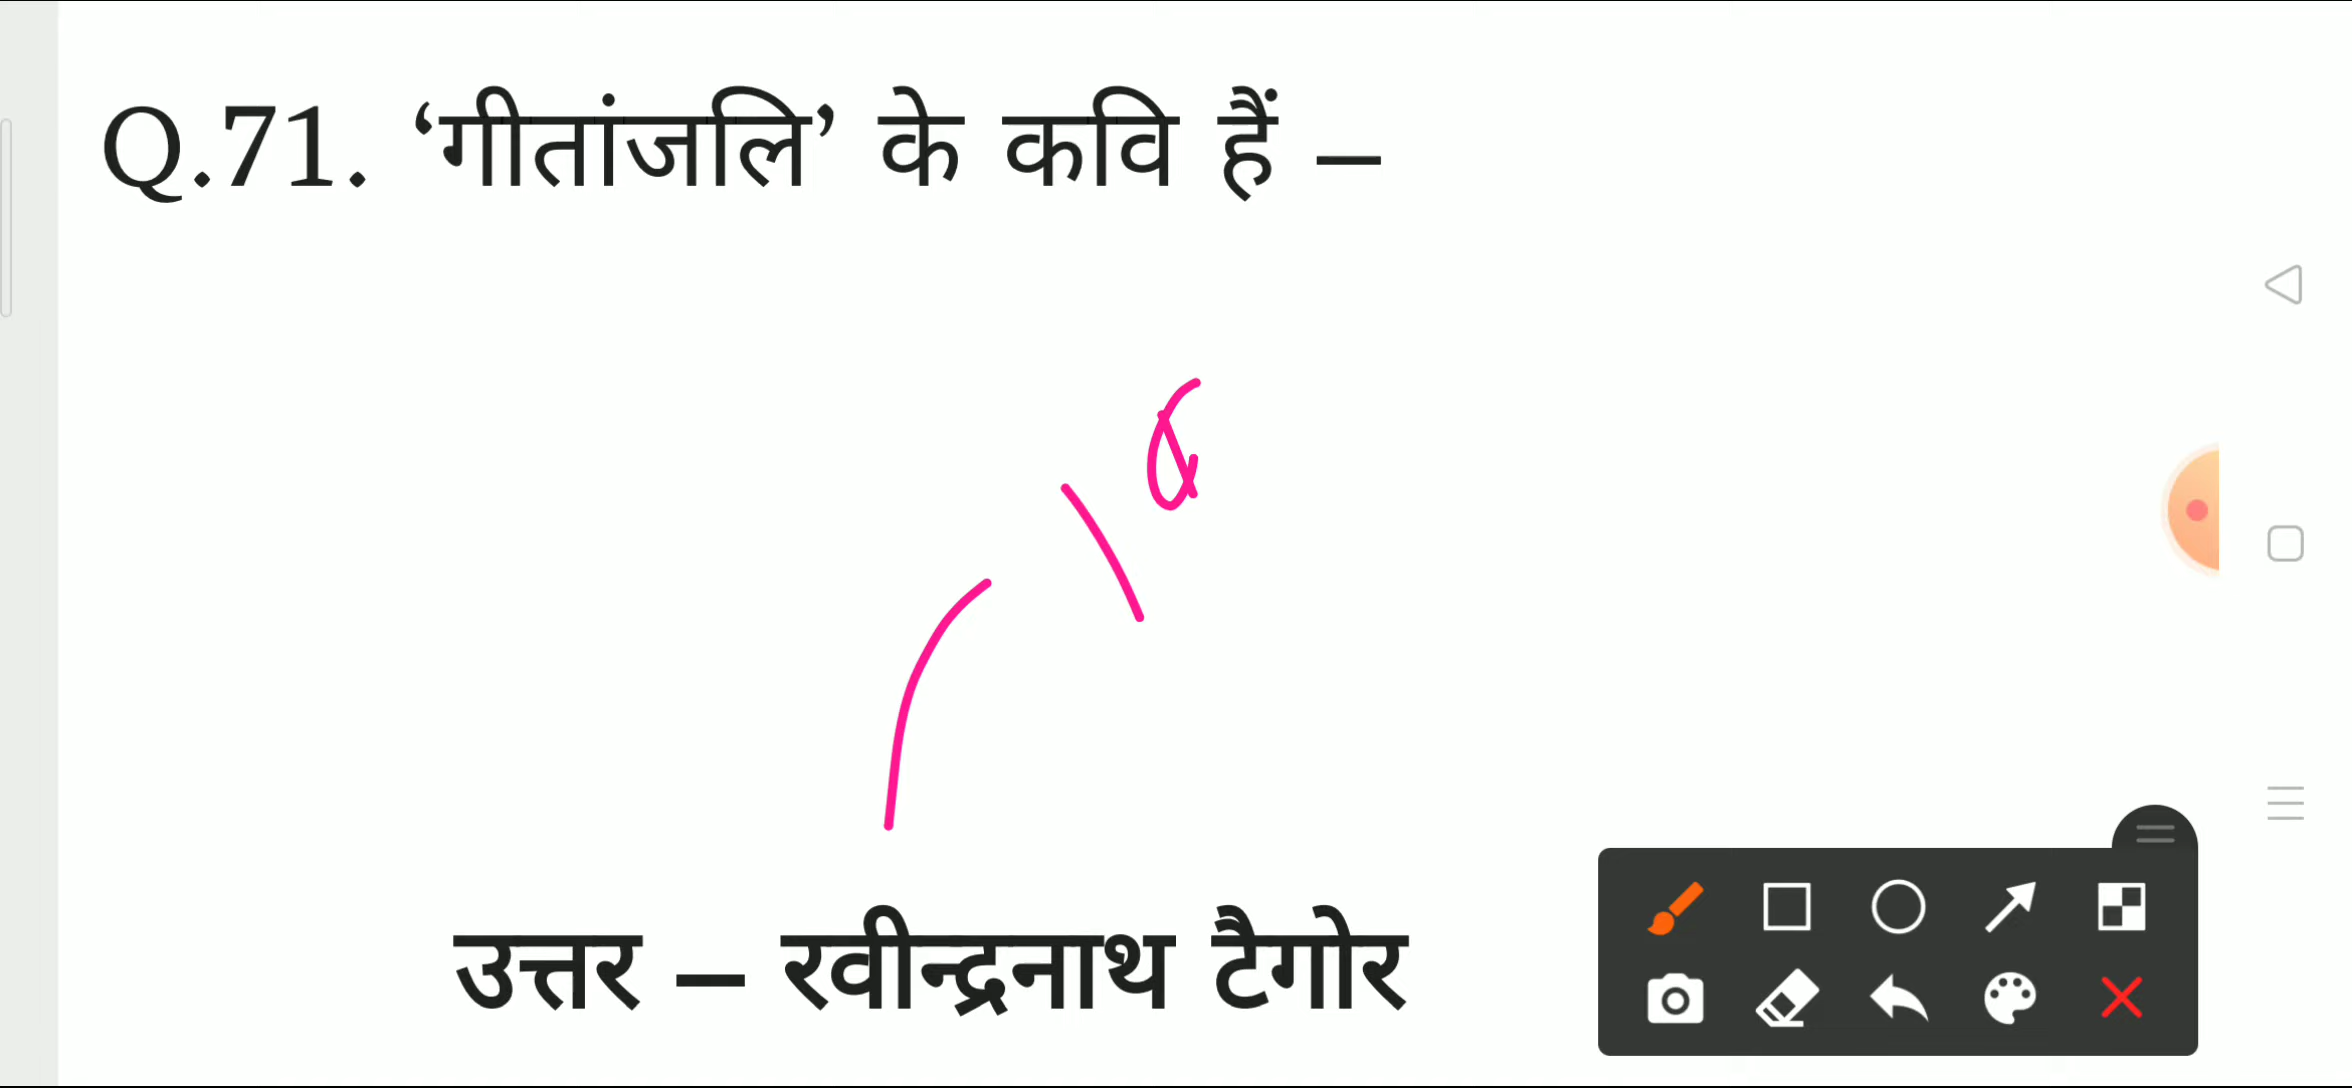 Q.71. ‘गीतांजलि’ के कवि हैं –
उत्तर – रवीन्द्रनाथ टैगोर